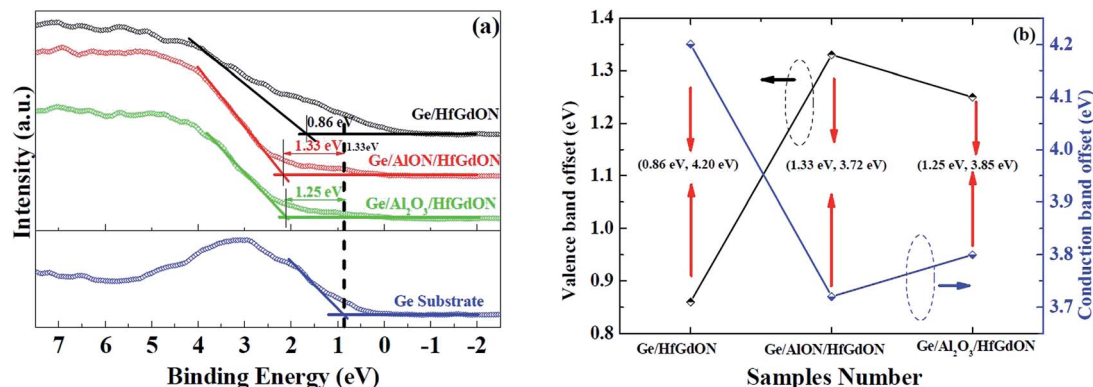 (a)
0.86 eV
Ge/HfGdON
1.33eV
1.33 eV
Ge/AlON/HfGdON
1.25 eV
Ge/Al₂O₃/HfGdON
Ge Substrate
Intensity (a.u.)
7 6 5 4 3 2 1 0 -1 -2
Binding Energy (eV)
(b)
1.4
1.3
1.2
1.1
1.0
0.9
0.8
Valence band offset (eV)
(0.86 eV, 4.20 eV)
(1.33 eV, 3.72 eV)
(1.25 eV, 3.85 eV)
4.2
4.1
4.0
3.9
3.8
3.7
Conduction band offset (eV)
Ge/HfGdON
Ge/AlON/HfGdON
Ge/Al₂O₃/HfGdON
Samples Number